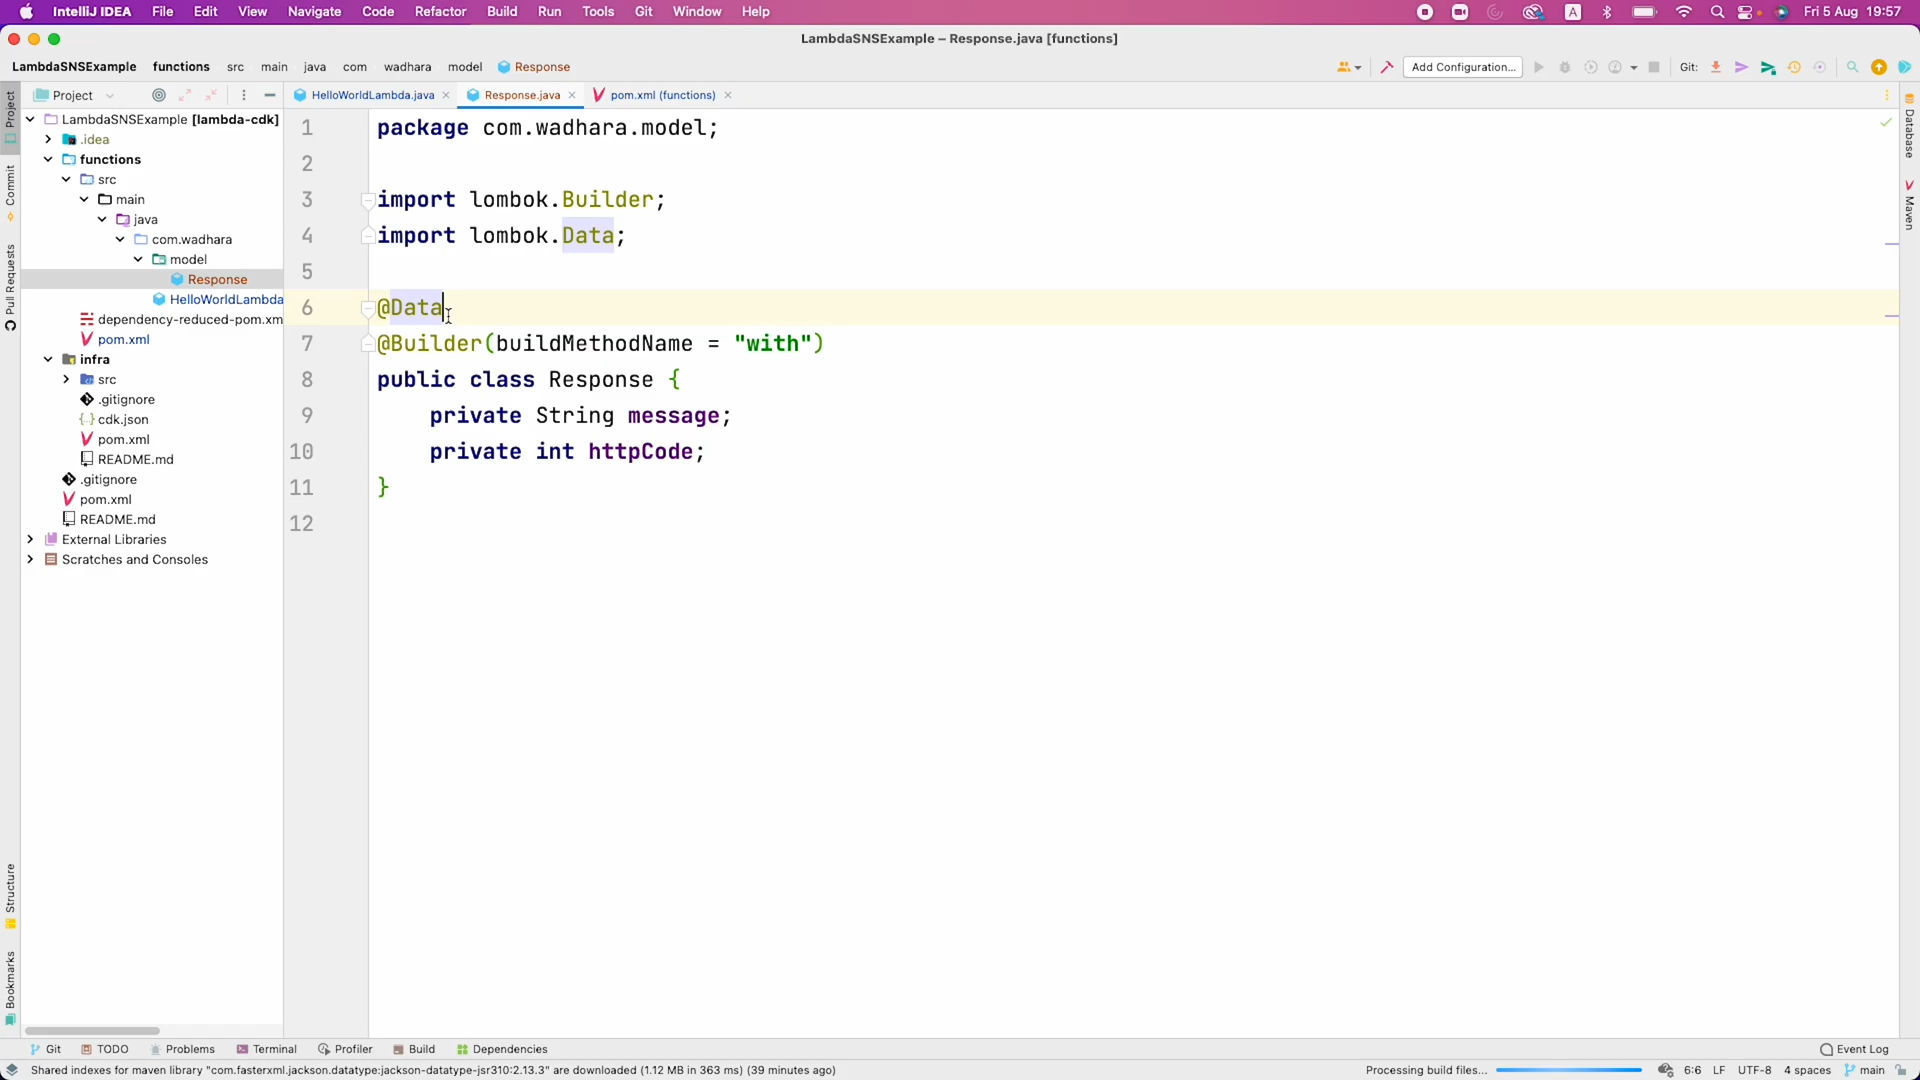 IntelliJ IDEA File Edit View Navigate Code Refactor Build Run Tools Git Window Help A Fri 5 Aug 19:57
LambdaSNSExample – Response.java [functions]
LambdaSNSExample functions src main java com wadhara model Response Add Configuration... Git:
Project HelloWorldLambda.java Response.java pom.xml (functions)
Project
Commit
Pull Requests
Structure
Bookmarks
LambdaSNSExample [lambda-cdk]
.idea
functions
src
main
java
com.wadhara
model
Response
HelloWorldLambda
dependency-reduced-pom.xm
pom.xml
infra
src
.gitignore
cdk.json
pom.xml
README.md
.gitignore
pom.xml
README.md
External Libraries
Scratches and Consoles
1 package com.wadhara.model;
2
3 import lombok.Builder;
4 import lombok.Data;
5
6 @Data
7 @Builder(buildMethodName = "with")
8 public class Response {
9 private String message;
10 private int httpCode;
11 }
12
Database
Maven
Git TODO Problems Terminal Profiler Build Dependencies Event Log
Shared indexes for maven library "com.fasterxml.jackson.datatype:jackson-datatype-jsr310:2.13.3" are downloaded (1.12 MB in 363 ms) (39 minutes ago) Processing build files... 6:6 LF UTF-8 4 spaces main